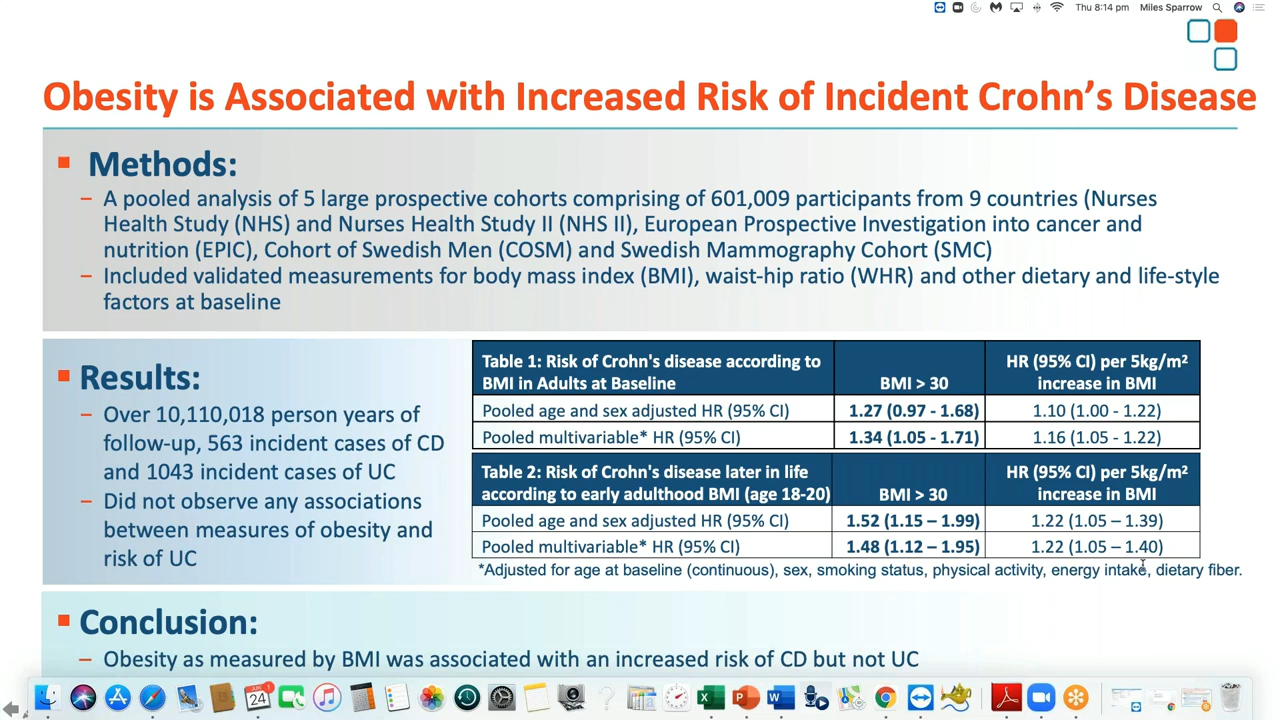 Thu 8:14 pm Miles Sparrow
Obesity is Associated with Increased Risk of Incident Crohn's Disease
▪ Methods:
– A pooled analysis of 5 large prospective cohorts comprising of 601,009 participants from 9 countries (Nurses
Health Study (NHS) and Nurses Health Study II (NHS II), European Prospective Investigation into cancer and
nutrition (EPIC), Cohort of Swedish Men (COSM) and Swedish Mammography Cohort (SMC)
– Included validated measurements for body mass index (BMI), waist-hip ratio (WHR) and other dietary and life-style
factors at baseline
▪ Results:
– Over 10,110,018 person years of
follow-up, 563 incident cases of CD
and 1043 incident cases of UC
– Did not observe any associations
between measures of obesity and
risk of UC
Table 1: Risk of Crohn's disease according to
BMI in Adults at Baseline
BMI > 30
HR (95% CI) per 5kg/m²
increase in BMI
Pooled age and sex adjusted HR (95% CI) 1.27 (0.97 - 1.68) 1.10 (1.00 - 1.22)
Pooled multivariable* HR (95% CI) 1.34 (1.05 - 1.71) 1.16 (1.05 - 1.22)
Table 2: Risk of Crohn's disease later in life
according to early adulthood BMI (age 18-20)
BMI > 30
HR (95% CI) per 5kg/m²
increase in BMI
Pooled age and sex adjusted HR (95% CI) 1.52 (1.15 – 1.99) 1.22 (1.05 – 1.39)
Pooled multivariable* HR (95% CI) 1.48 (1.12 – 1.95) 1.22 (1.05 – 1.40)
*Adjusted for age at baseline (continuous), sex, smoking status, physical activity, energy intake, dietary fiber.
▪ Conclusion:
– Obesity as measured by BMI was associated with an increased risk of CD but not UC
24